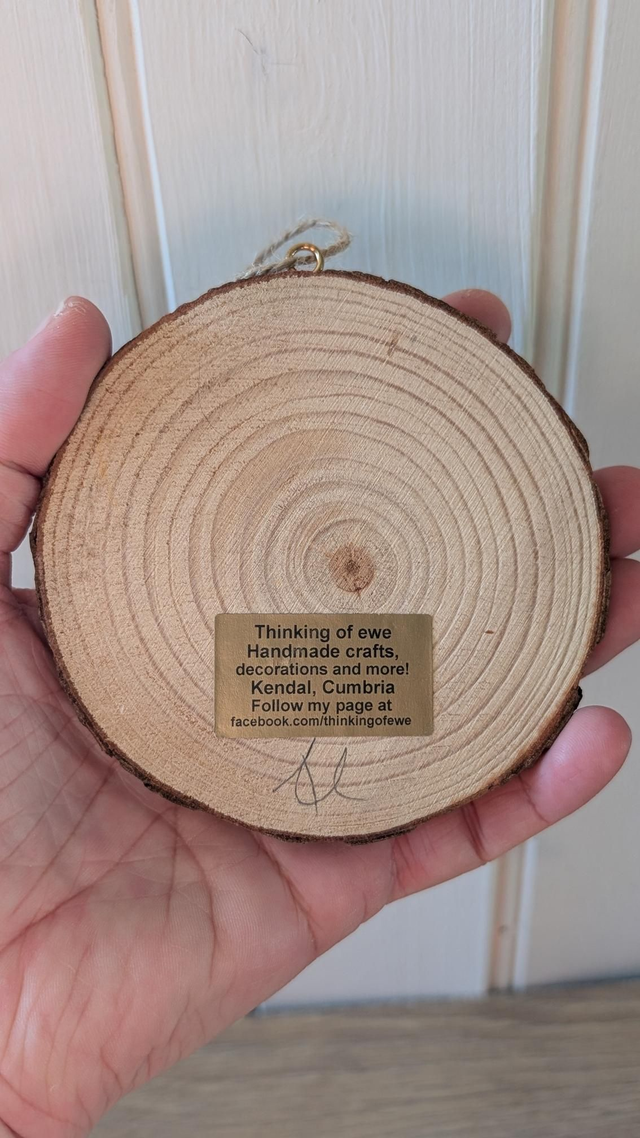 Thinking of ewe
Handmade crafts,
decorations and more!
Kendal, Cumbria
Follow my page at
facebook.com/thinkingofewe